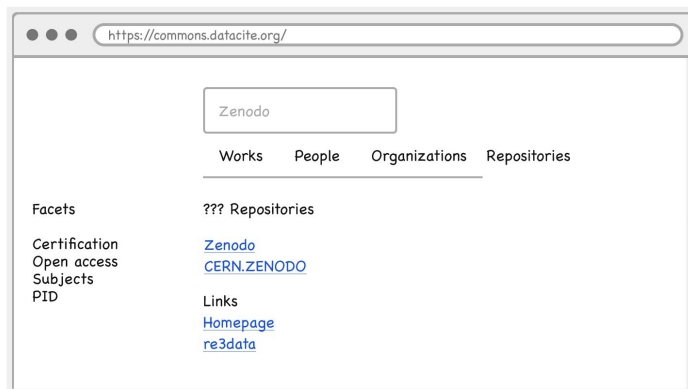 https://commons.datacite.org/
Zenodo
Works People Organizations Repositories
Facets
Certification
Open access
Subjects
PID
??? Repositories
Zenodo
CERN.ZENODO
Links
Homepage
re3data